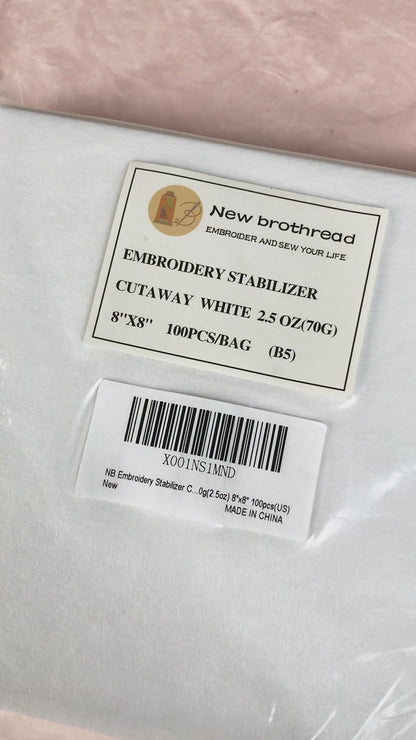 New brothread
EMBROIDER AND SEW YOUR LIFE
EMBROIDERY STABILIZER
CUTAWAY WHITE 2.5 OZ(70G)
8"X8" 100PCS/BAG (B5)
X001NS1MND
NB Embroidery Stabilizer C...0g(2.5oz) 8"x8" 100pcs(US)
New
MADE IN CHINA